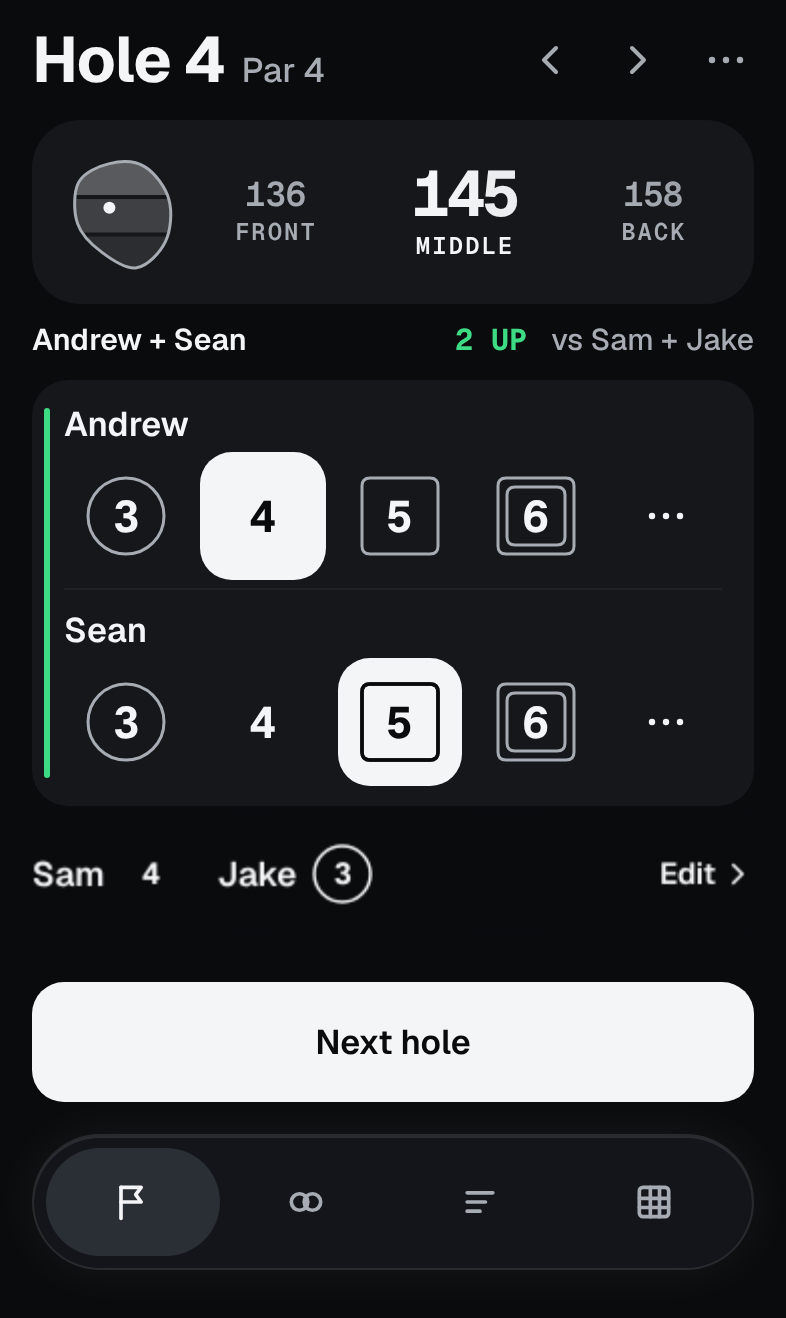 Hole 4 Par 4
136 145 158
FRONT MIDDLE BACK
Andrew + Sean 2 UP vs Sam + Jake
Andrew
3 4 5 6 ...
Sean
3 4 5 6 ...
Sam 4 Jake 3 Edit
Next hole